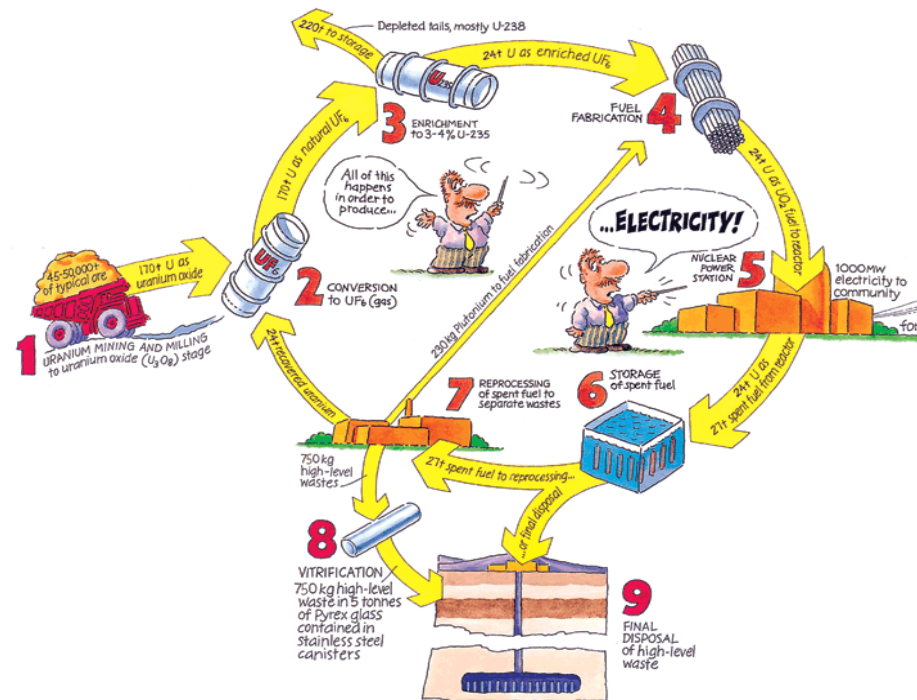 220t to storage
Depleted tails, mostly U-238
U235
24t U as enriched UF₆
3 ENRICHMENT
to 3-4% U-235
FUEL
FABRICATION 4
170t U as natural UF₆
All of this
happens
in order to
produce...
...ELECTRICITY!
24t U as UO₂ fuel to reactor
NUCLEAR
POWER
STATION 5
1000MW
electricity to
community
for
45-50,000t
of typical ore
170t U as
uranium oxide
UF₆
2 CONVERSION
to UF₆ (gas)
1 URANIUM MINING AND MILLING
to uranium oxide (U₃O₈) stage
230kg Plutonium to fuel fabrication
24t recovered uranium
7 REPROCESSING
of spent fuel to
separate wastes
6 STORAGE
of spent fuel
24t U as
27t spent fuel from reactor
750 kg
high-level
wastes
27t spent fuel to reprocessing...
...or final disposal
8
VITRIFICATION
750 kg high-level
waste in 5 tonnes
of Pyrex glass
contained in
stainless steel
canisters
9
FINAL
DISPOSAL
of high-level
waste